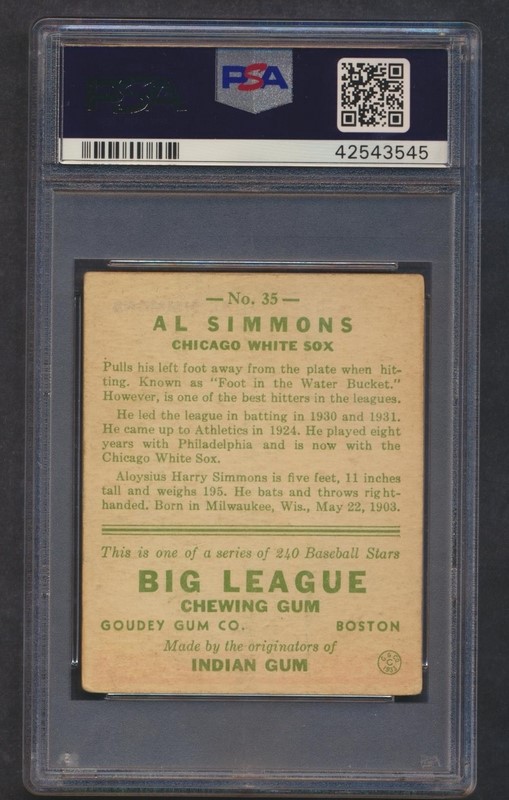 PSA
42543545
— No. 35 —
AL SIMMONS
CHICAGO WHITE SOX
Pulls his left foot away from the plate when hit-
ting. Known as "Foot in the Water Bucket."
However, is one of the best hitters in the leagues.
He led the league in batting in 1930 and 1931.
He came up to Athletics in 1924. He played eight
years with Philadelphia and is now with the
Chicago White Sox.
Aloysius Harry Simmons is five feet, 11 inches
tall and weighs 195. He bats and throws right-
handed. Born in Milwaukee, Wis., May 22, 1903.
This is one of a series of 240 Baseball Stars
BIG LEAGUE
CHEWING GUM
GOUDEY GUM CO. BOSTON
Made by the originators of
INDIAN GUM